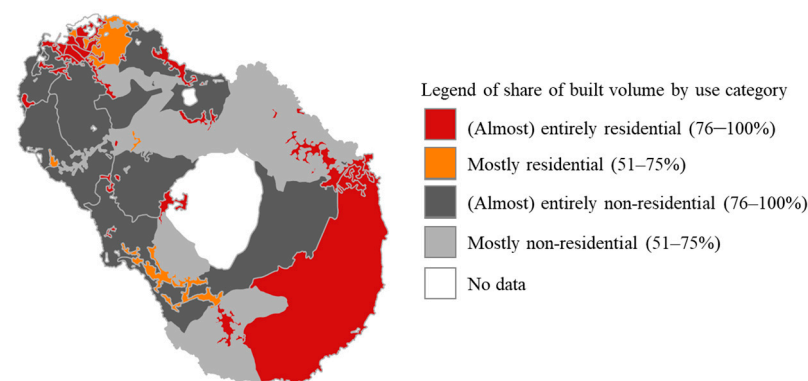 Legend of share of built volume by use category
(Almost) entirely residential (76—100%)
Mostly residential (51–75%)
(Almost) entirely non-residential (76–100%)
Mostly non-residential (51–75%)
No data